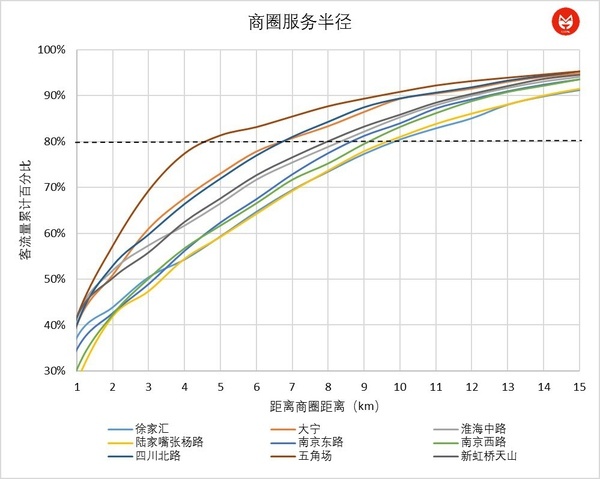 商圈服务半径
客流量累计百分比
100%
90%
80%
70%
60%
50%
40%
30%
1 2 3 4 5 6 7 8 9 10 11 12 13 14 15
距离商圈距离（km）
徐家汇 大宁 淮海中路
陆家嘴张杨路 南京东路 南京西路
四川北路 五角场 新虹桥天山